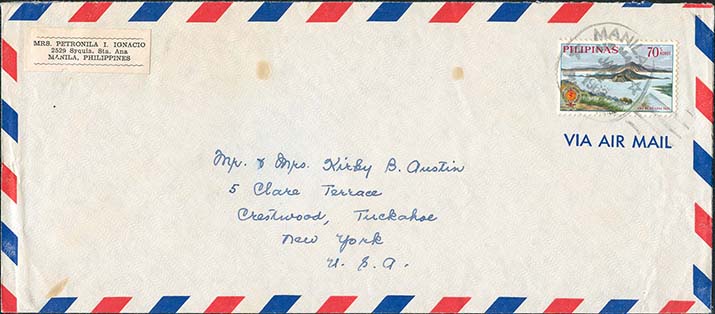 MRS. PETRONILA I. IGNACIO
2529 Syquia, Sta. Ana
MANILA, PHILIPPINES
MANILA
PILIPINAS 70
VIA AIR MAIL
Mr. & Mrs. Kirby B. Austin
5 Clare Terrace
Crestwood, Tuckahoe
New York
U. S. A.